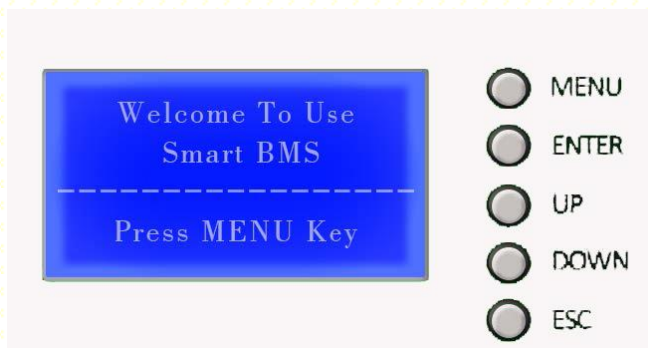 Welcome To Use
Smart BMS
Press MENU Key
MENU
ENTER
UP
DOWN
ESC